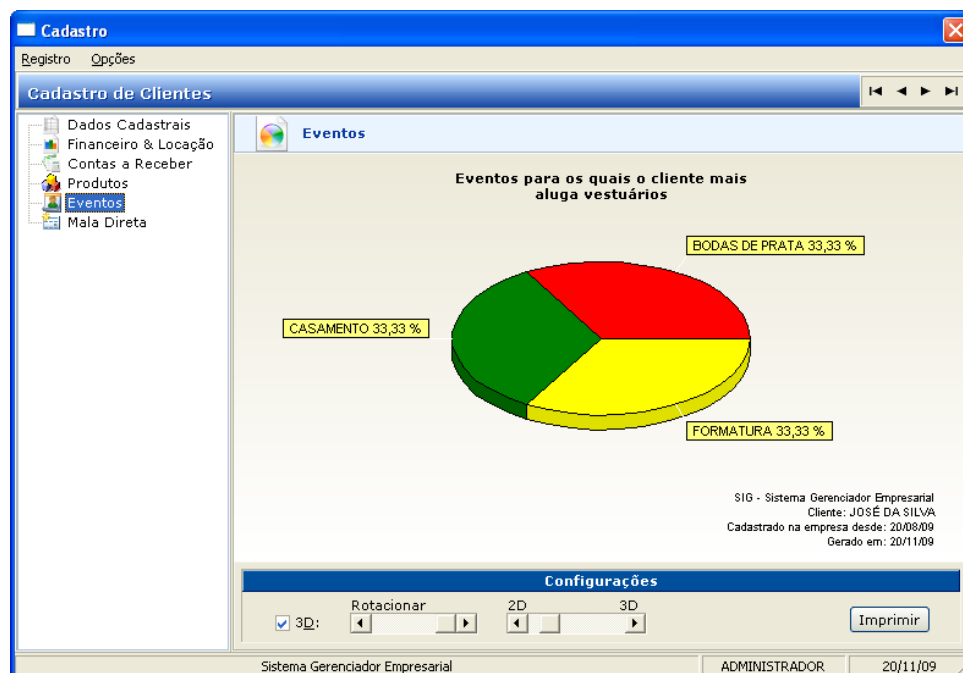 Cadastro
Registro Opções
Cadastro de Clientes
Dados Cadastrais
Financeiro & Locação
Contas a Receber
Produtos
Eventos
Mala Direta
Eventos
Eventos para os quais o cliente mais
aluga vestuários
BODAS DE PRATA 33,33 %
CASAMENTO 33,33 %
FORMATURA 33,33 %
SIG - Sistema Gerenciador Empresarial
Cliente: JOSÉ DA SILVA
Cadastrado na empresa desde: 20/08/09
Gerado em: 20/11/09
Configurações
3D:
Rotacionar
2D 3D
Imprimir
Sistema Gerenciador Empresarial ADMINISTRADOR 20/11/09